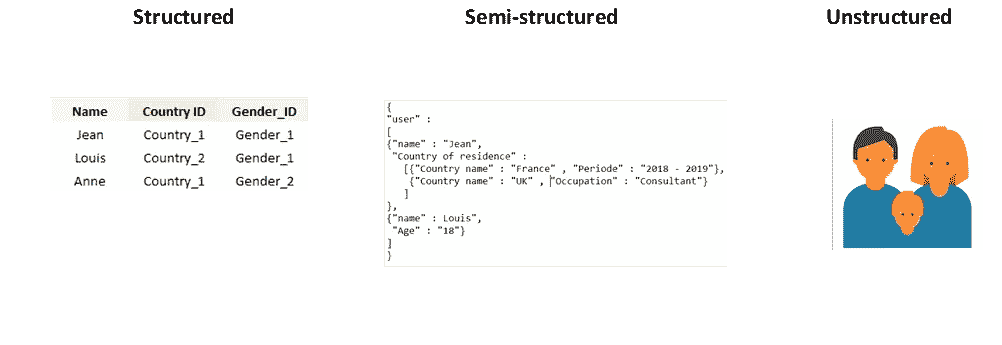 Structured
Semi-structured
Unstructured
Name Country ID Gender_ID
Jean Country_1 Gender_1
Louis Country_2 Gender_1
Anne Country_1 Gender_2
{
"user" :
[
{"name" : "Jean",
"Country of residence" :
[{"Country name" : "France" , "Periode" : "2018 - 2019"},
{"Country name" : "UK" , "Occupation" : "Consultant"}
]
},
{"name" : Louis",
"Age" : "18"}
]
}